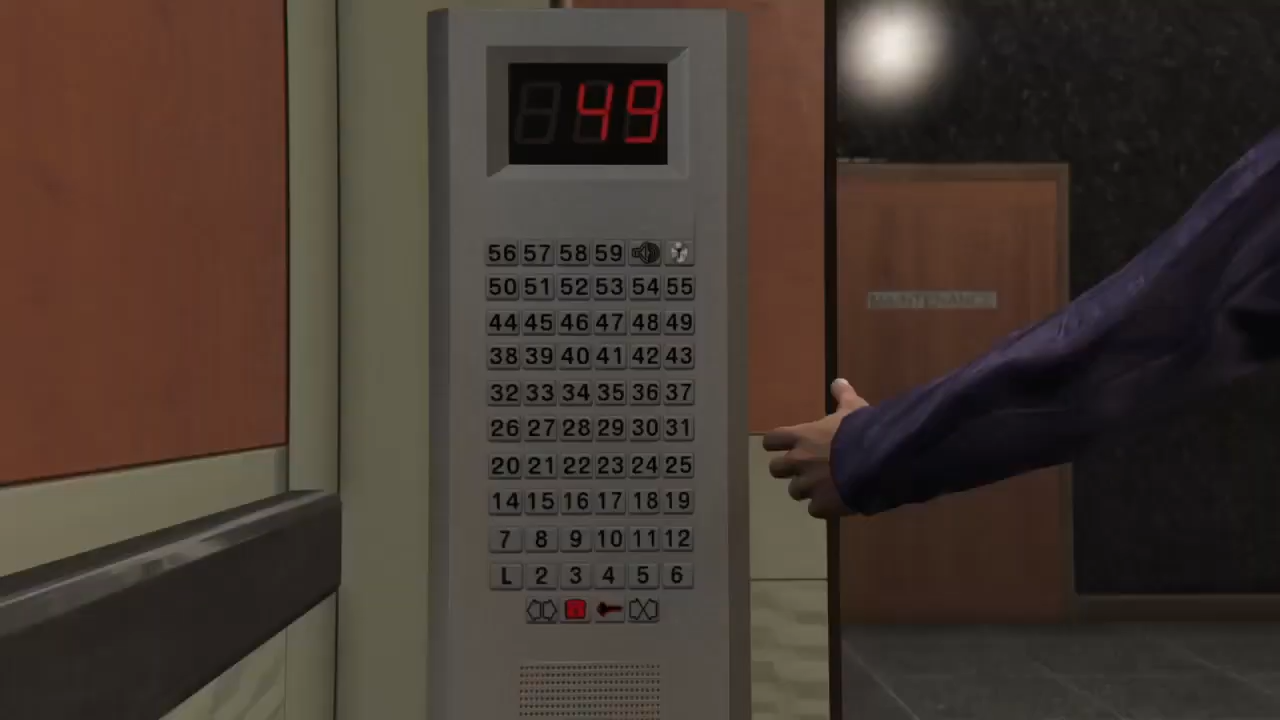 49
56 57 58 59
50 51 52 53 54 55
44 45 46 47 48 49
38 39 40 41 42 43
32 33 34 35 36 37
26 27 28 29 30 31
20 21 22 23 24 25
14 15 16 17 18 19
7 8 9 10 11 12
L 2 3 4 5 6
MAINTENANCE